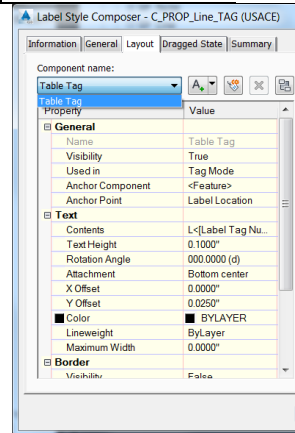 Label Style Composer - C_PROP_Line_TAG (USACE)
Information General Layout Dragged State Summary
Component name:
Table Tag
Table Tag
Property Value
General
Name Table Tag
Visibility True
Used in Tag Mode
Anchor Component <Feature>
Anchor Point Label Location
Text
Contents L<[Label Tag Nu...
Text Height 0.1000"
Rotation Angle 000.0000 (d)
Attachment Bottom center
X Offset 0.0000"
Y Offset 0.0250"
Color BYLAYER
Lineweight ByLayer
Maximum Width 0.0000"
Border
Visibility False